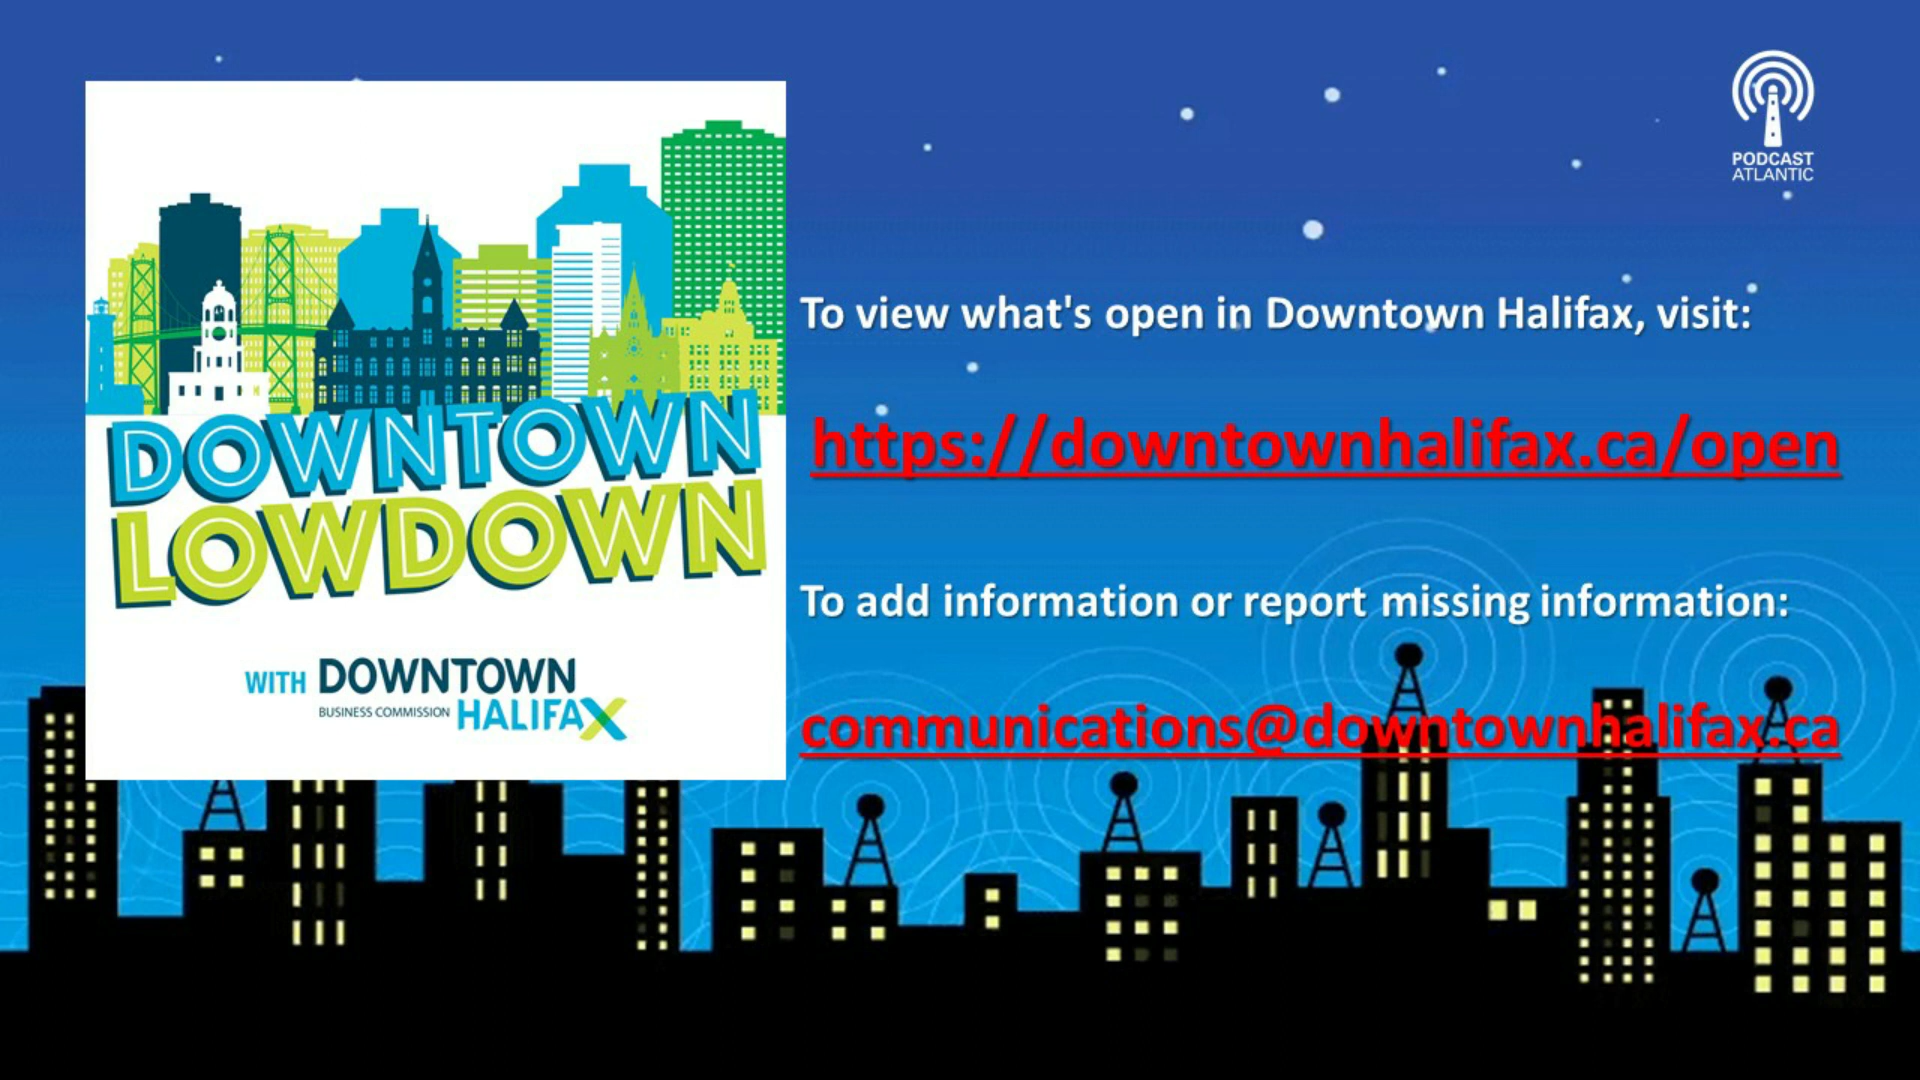 PODCAST
ATLANTIC
DOWNTOWN
LOWDOWN
WITH DOWNTOWN
BUSINESS COMMISSION HALIFAX
To view what's open in Downtown Halifax, visit:
https://downtownhalifax.ca/open
To add information or report missing information:
communications@downtownhalifax.ca